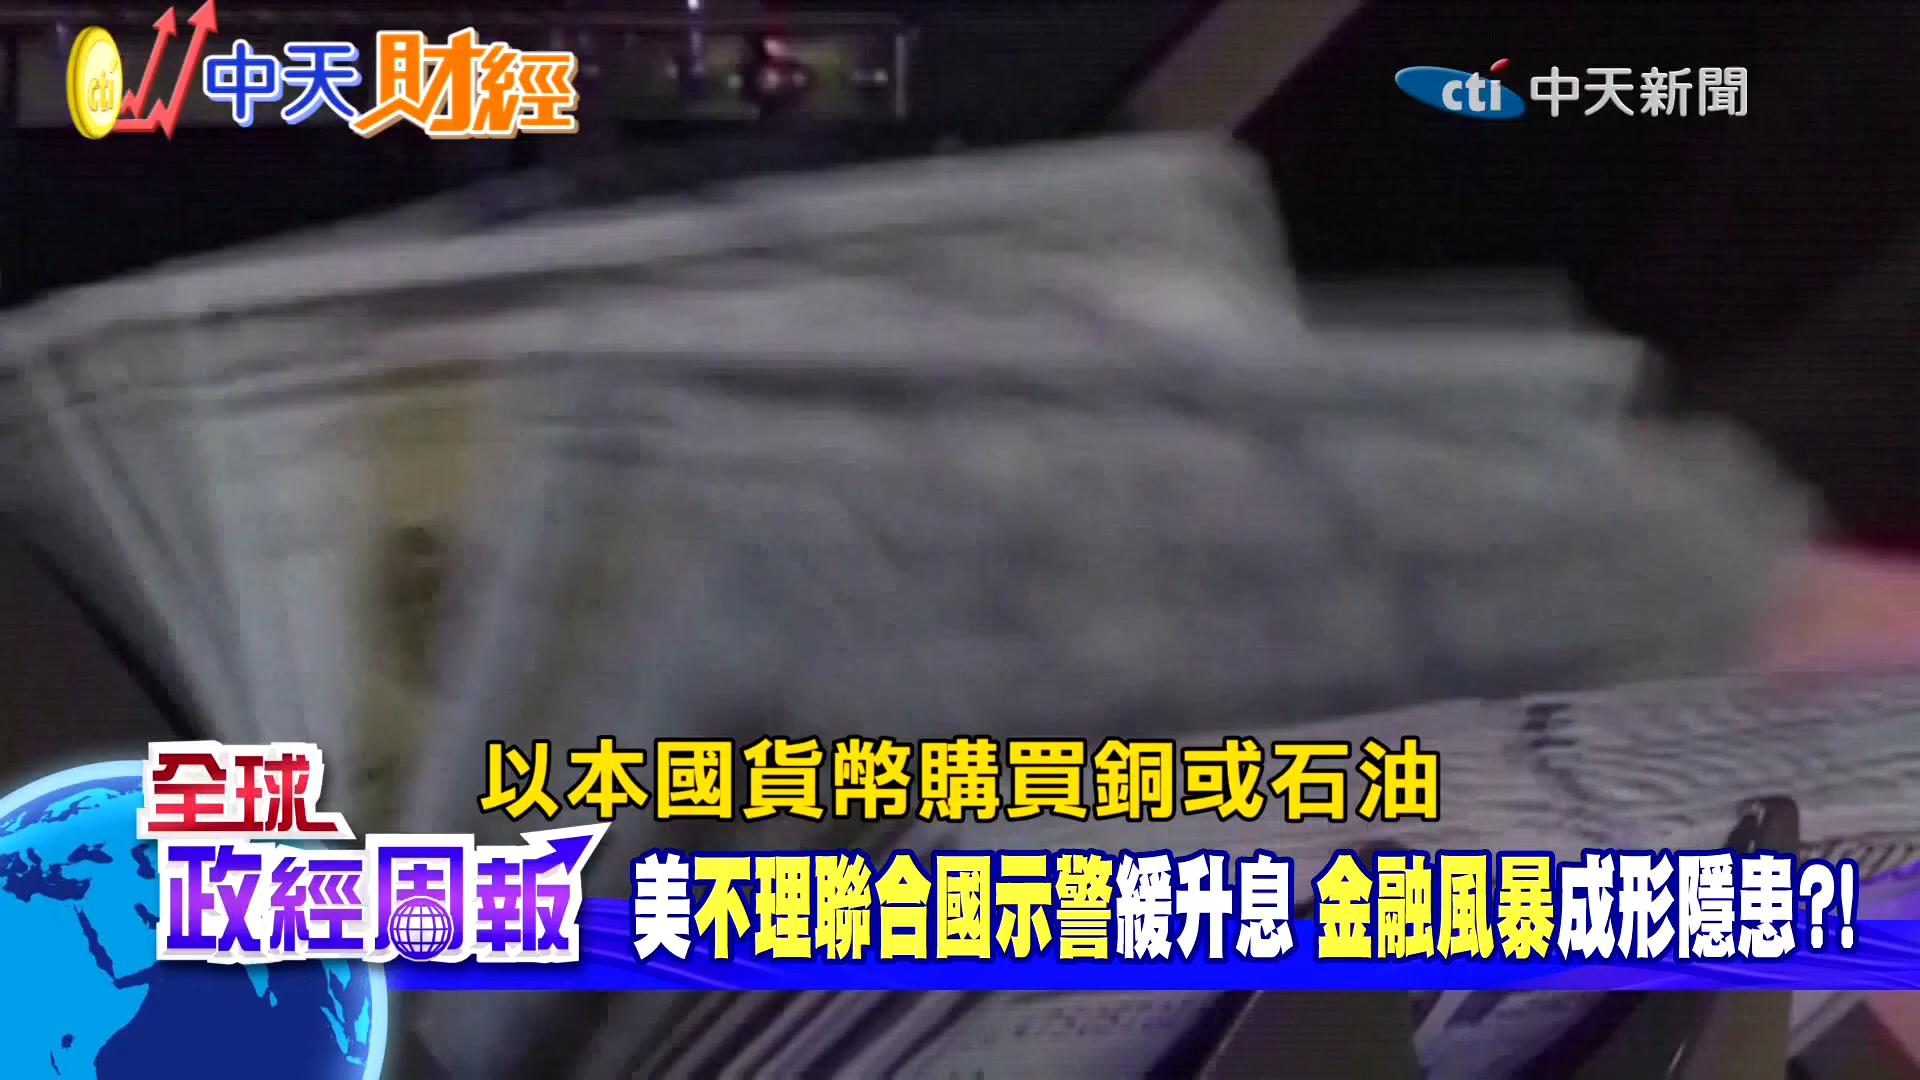 cti 中天財經
cti 中天新聞
以本國貨幣購買銅或石油
全球
政經周報
美不理聯合國示警緩升息 金融風暴成形隱患?!